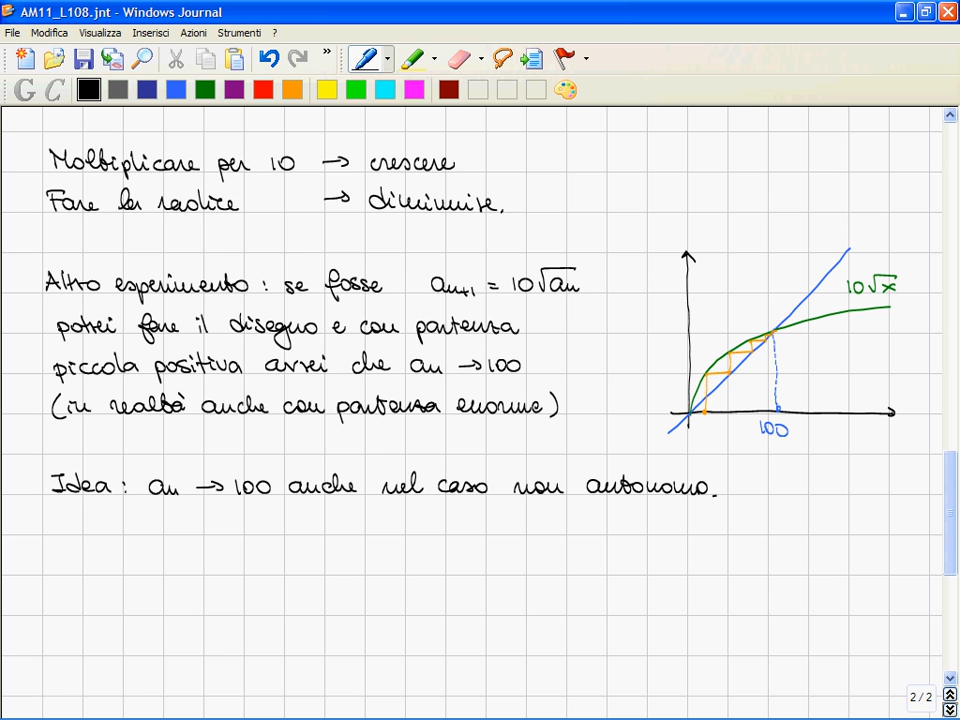 AM11_L108.jnt - Windows Journal
File Modifica Visualizza Inserisci Azioni Strumenti ?
Moltiplicare per 10 → crescere
Fare la radice → diminuire.
Altro esperimento : se fosse aₙ₊₁ = 10√aₙ
potrei fare il disegno e con partenza
piccola positiva avrei che aₙ → 100
(in realtà anche con partenza enorme)
10√x
100
Idea : aₙ → 100 anche nel caso non autonomo.
2 / 2